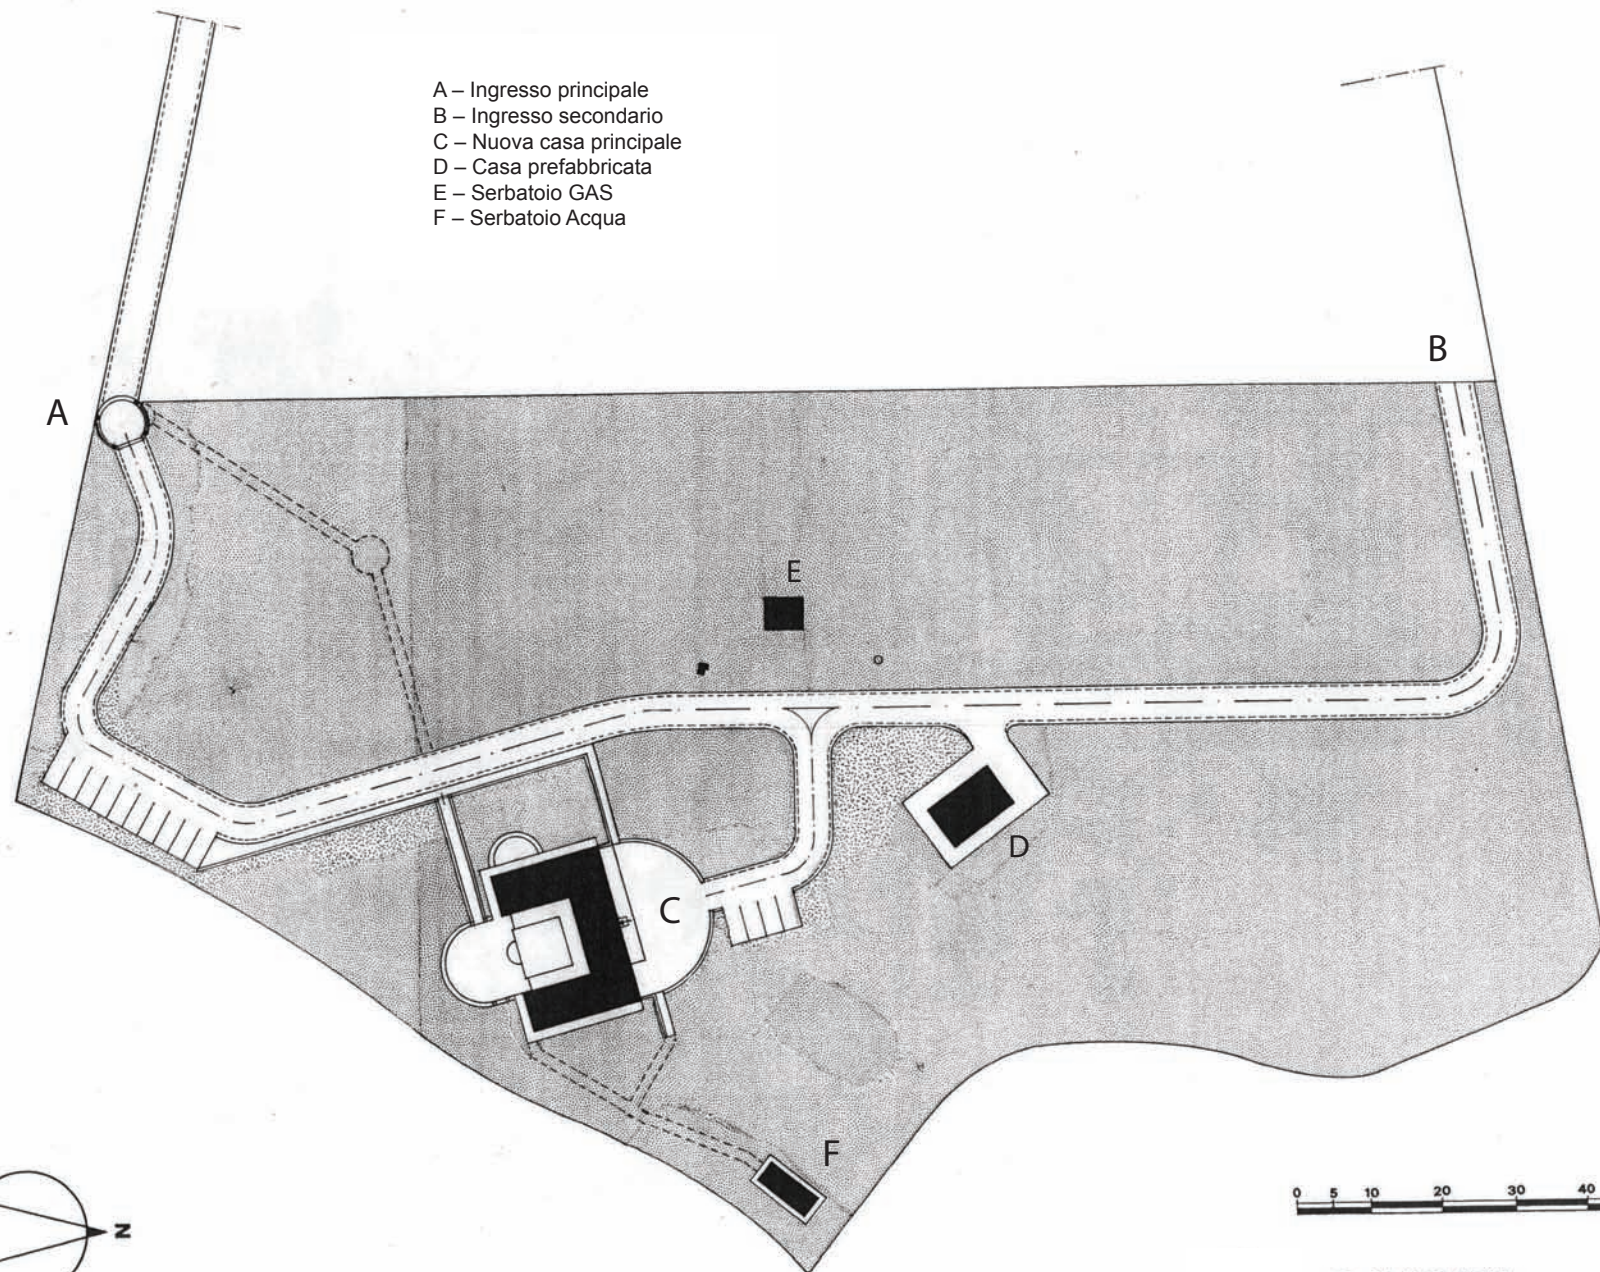 A – Ingresso principale
B – Ingresso secondario
C – Nuova casa principale
D – Casa prefabbricata
E – Serbatoio GAS
F – Serbatoio Acqua
B
A
E
D
C
F
N
0 5 10 20 30 40